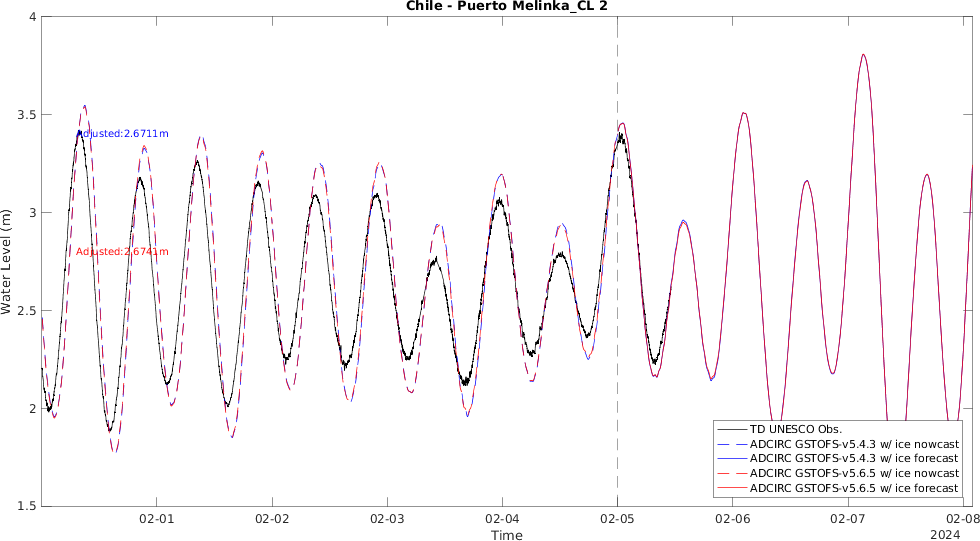 Chile - Puerto Melinka_CL 2
4
3.5
3
2.5
2
1.5
Water Level (m)
Adjusted:2.6711m
Adjusted:2.6741m
TD UNESCO Obs.
ADCIRC GSTOFS-v5.4.3 w/ ice nowcast
ADCIRC GSTOFS-v5.4.3 w/ ice forecast
ADCIRC GSTOFS-v5.6.5 w/ ice nowcast
ADCIRC GSTOFS-v5.6.5 w/ ice forecast
02-01 02-02 02-03 02-04 02-05 02-06 02-07 02-08
Time
2024